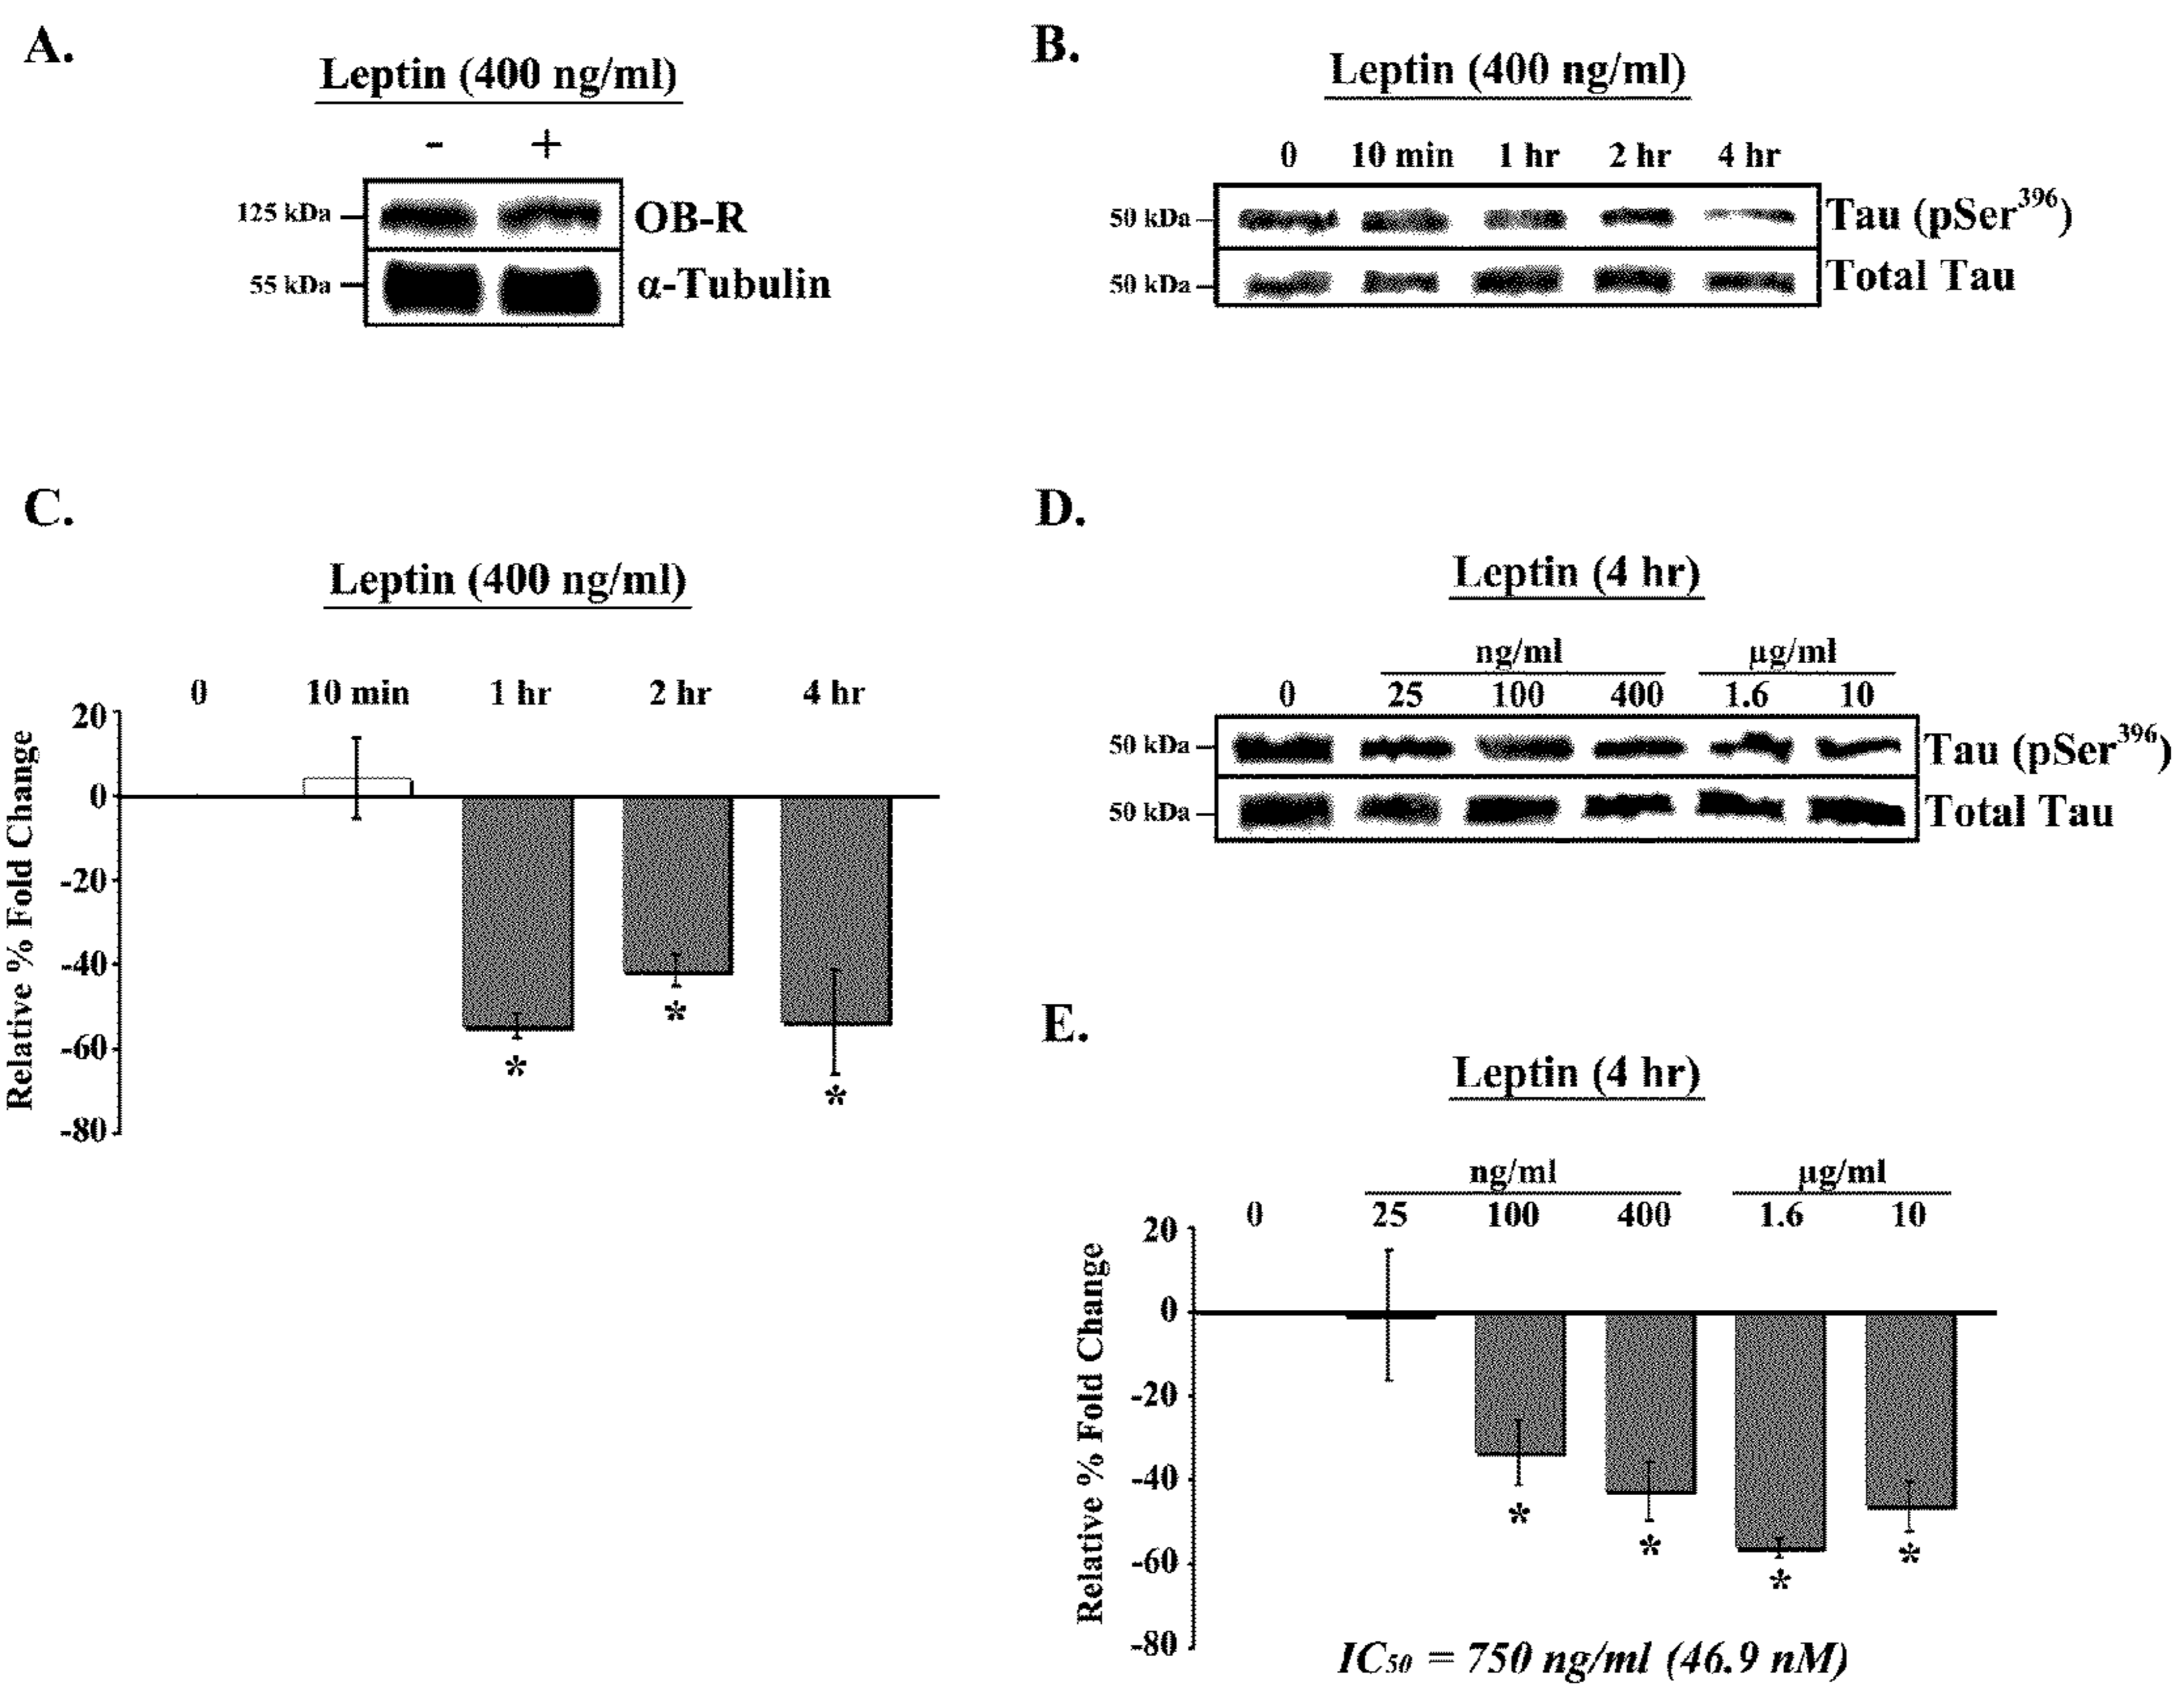 A.
Leptin (400 ng/ml)
- +
125 kDa OB-R
55 kDa α-Tubulin
B.
Leptin (400 ng/ml)
0 10 min 1 hr 2 hr 4 hr
50 kDa Tau (pSer396)
50 kDa Total Tau
C.
Leptin (400 ng/ml)
0 10 min 1 hr 2 hr 4 hr
Relative % Fold Change
20
0
-20
-40
-60
-80
*
*
*
D.
Leptin (4 hr)
ng/ml µg/ml
0 25 100 400 1.6 10
50 kDa Tau (pSer396)
50 kDa Total Tau
E.
Leptin (4 hr)
ng/ml µg/ml
0 25 100 400 1.6 10
Relative % Fold Change
20
0
-20
-40
-60
-80
*
*
*
*
IC50 = 750 ng/ml (46.9 nM)